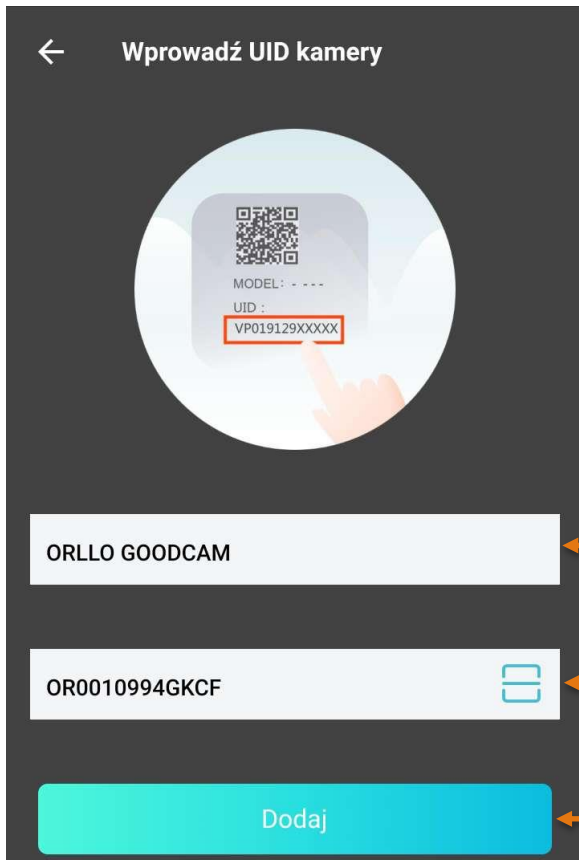 Wprowadź UID kamery
MODEL: - ----
UID :
VP019129XXXXX
ORLLO GOODCAM
OR0010994GKCF
Dodaj